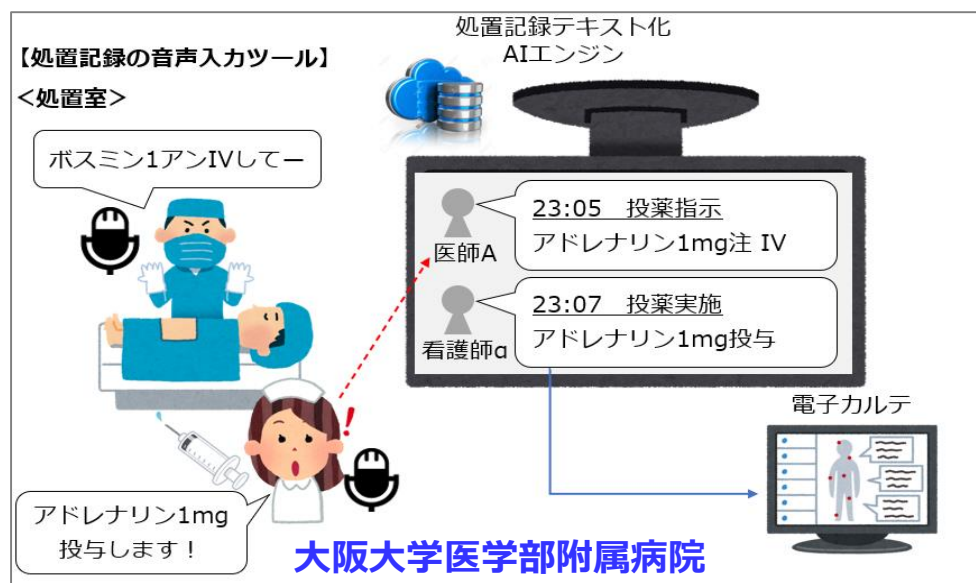 処置記録テキスト化
AIエンジン
【処置記録の音声入力ツール】
＜処置室＞
ボスミン1アンIVしてー
23:05　投薬指示
アドレナリン1mg注 IV
医師A
23:07　投薬実施
アドレナリン1mg投与
看護師α
電子カルテ
アドレナリン1mg
投与します！
大阪大学医学部附属病院